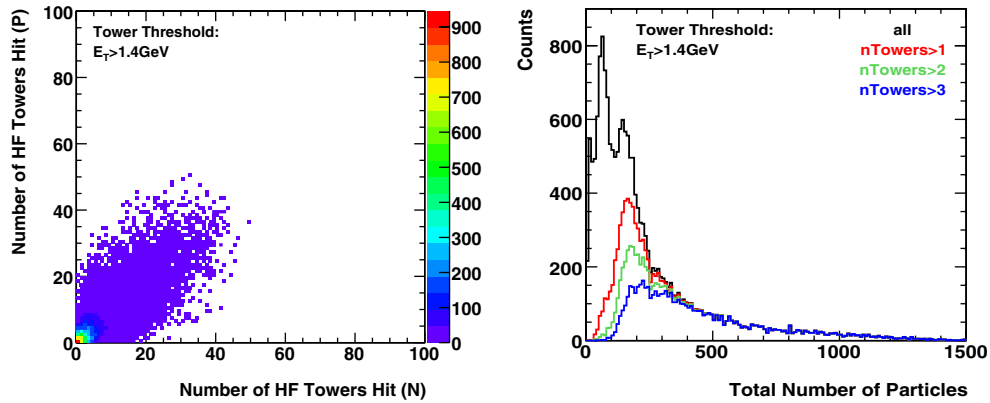 Number of HF Towers Hit (P)
100
80
60
40
20
0
Tower Threshold:
E_T>1.4GeV
0
20
40
60
80
100
Number of HF Towers Hit (N)
900
800
700
600
500
400
300
200
100
0
Counts
800
600
400
200
0
Tower Threshold:
E_T>1.4GeV
all
nTowers>1
nTowers>2
nTowers>3
0
500
1000
1500
Total Number of Particles